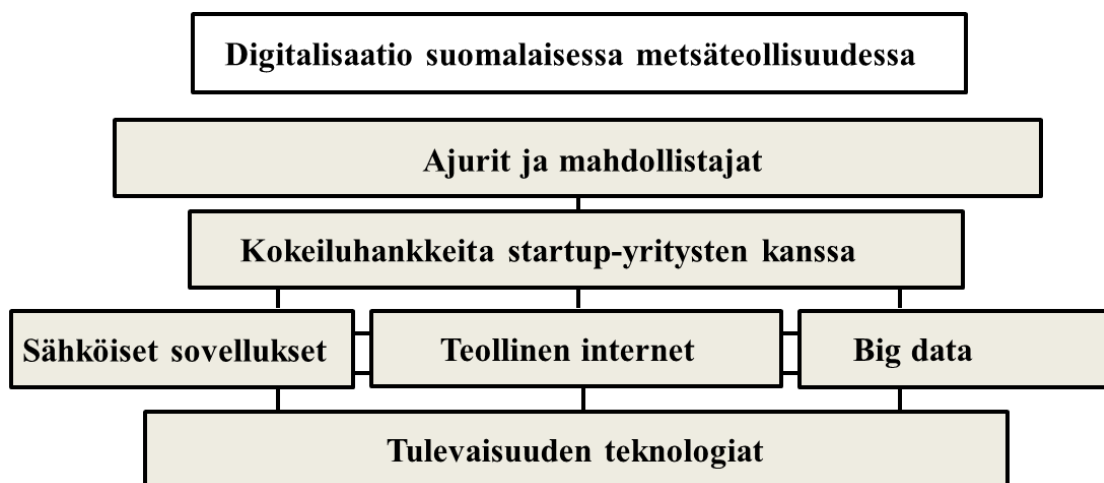 Digitalisaatio suomalaisessa metsäteollisuudessa
Ajurit ja mahdollistajat
Kokeiluhankkeita startup-yritysten kanssa
Sähköiset sovellukset
Teollinen internet
Big data
Tulevaisuuden teknologiat